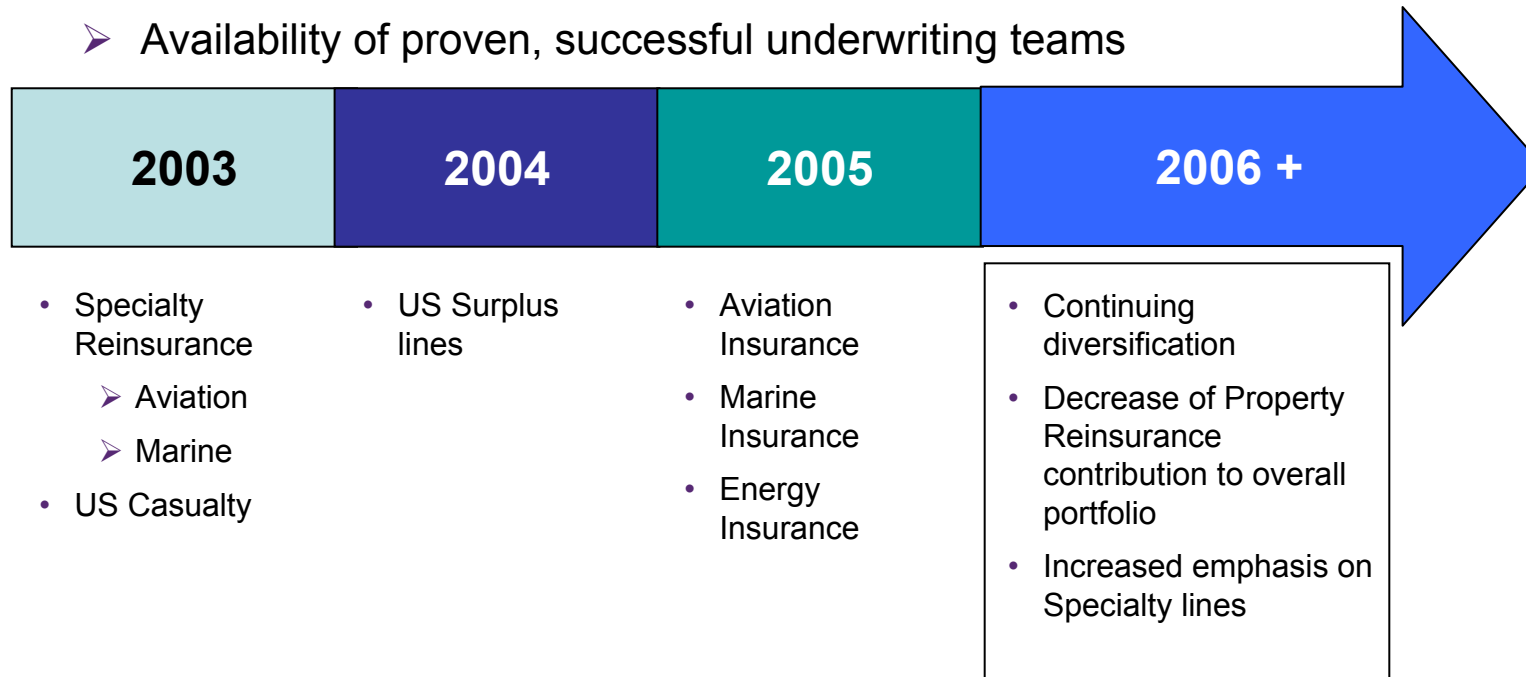 ➢ Availability of proven, successful underwriting teams
2003
2004
2005
2006 +
• Specialty
Reinsurance
➢ Aviation
➢ Marine
• US Casualty
• US Surplus
lines
• Aviation
Insurance
• Marine
Insurance
• Energy
Insurance
• Continuing
diversification
• Decrease of Property
Reinsurance
contribution to overall
portfolio
• Increased emphasis on
Specialty lines